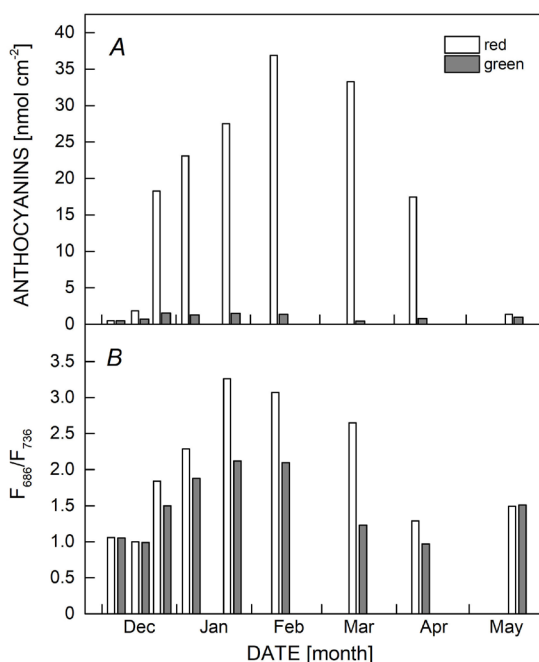 A
red
green
ANTHOCYANINS [nmol cm-2]
40
35
30
25
20
15
10
5
0
B
F686/F736
3.5
3.0
2.5
2.0
1.5
1.0
0.5
0
Dec Jan Feb Mar Apr May
DATE [month]